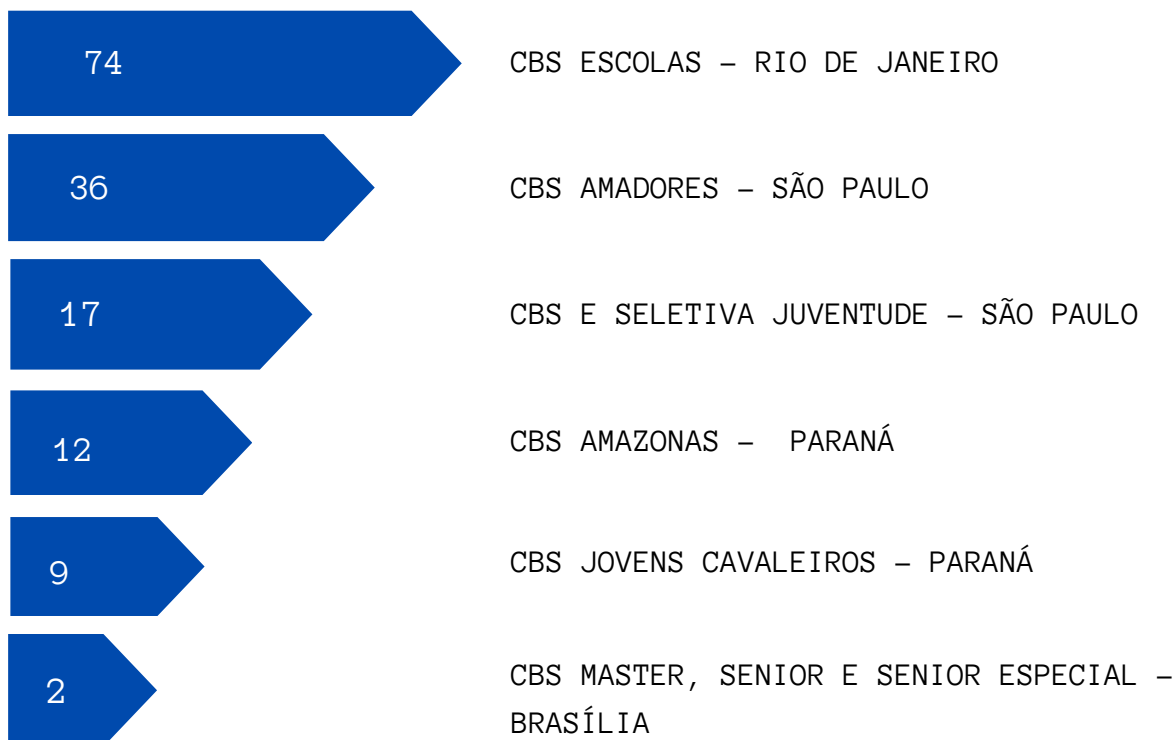 74
CBS ESCOLAS – RIO DE JANEIRO
36
CBS AMADORES – SÃO PAULO
17
CBS E SELETIVA JUVENTUDE – SÃO PAULO
12
CBS AMAZONAS –  PARANÁ
9
CBS JOVENS CAVALEIROS – PARANÁ
2
CBS MASTER, SENIOR E SENIOR ESPECIAL –
BRASÍLIA